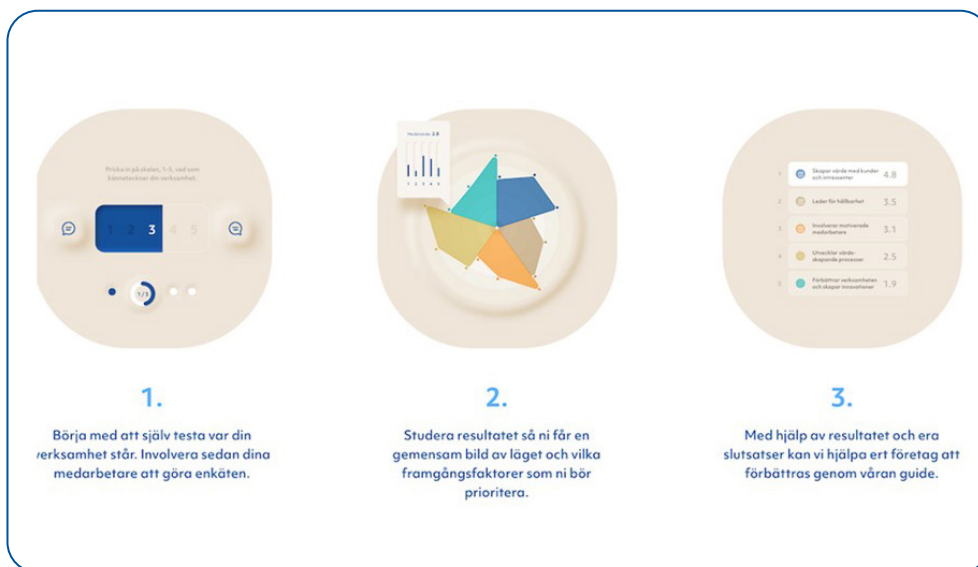 Pricka in på skalan, 1-5, vad som
kännetecknar din verksamhet.
1 2 3 4 5
1/3
1.
Börja med att själv testa var din
verksamhet står. Involvera sedan dina
medarbetare att göra enkäten.
Medelvärde: 2.8
1 2 3 4 5
2.
Studera resultatet så ni får en
gemensam bild av läget och vilka
framgångsfaktorer som ni bör
prioritera.
1 Skapar värde med kunder
och intressenter 4.8
2 Leder för hållbarhet 3.5
3 Involverar motiverade
medarbetare 3.1
4 Utvecklar värde-
skapande processer 2.5
5 Förbättrar verksamheten
och skapar innovationer 1.9
3.
Med hjälp av resultatet och era
slutsatser kan vi hjälpa ert företag att
förbättras genom våran guide.